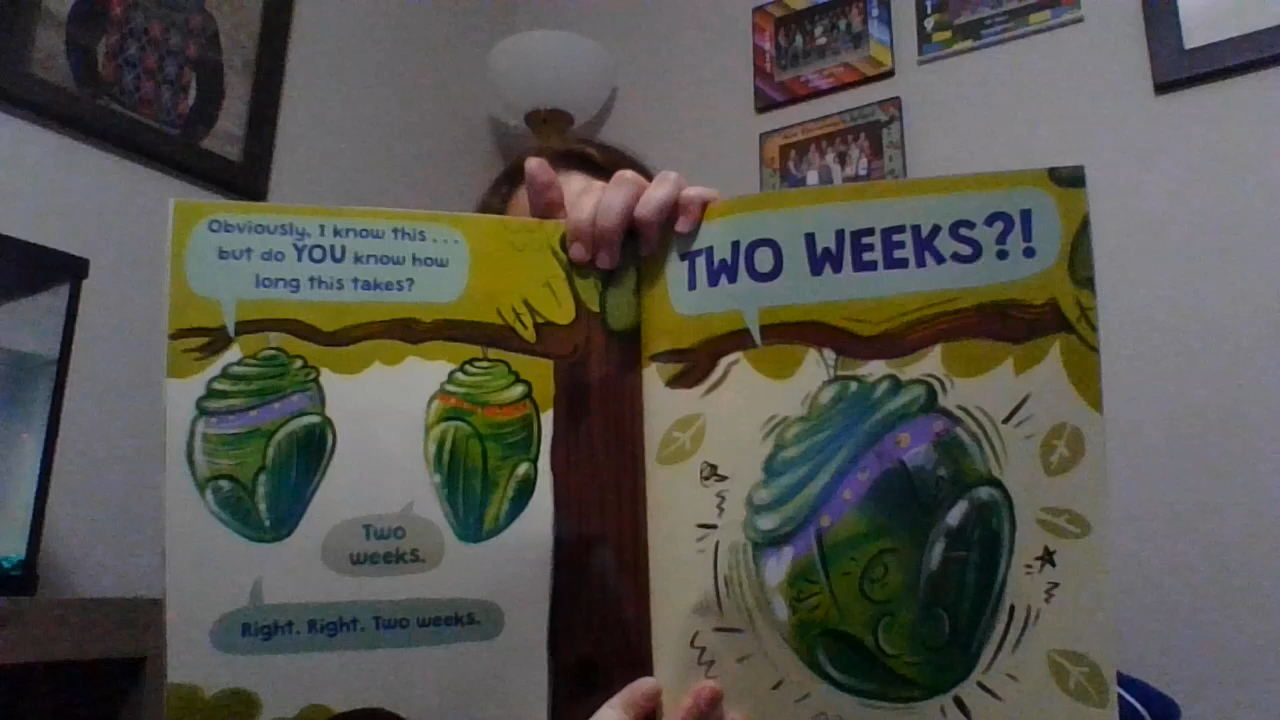 Obviously, I know this . . .
but do YOU know how
long this takes?
Two
weeks.
Right. Right. Two weeks.
TWO WEEKS?!